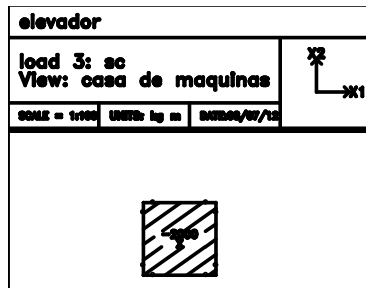 elevador
load 3: sc
View: casa de maquinas
X2
X1
SCALE = 1:100 UNITS: kg m DATE:06/07/12
-2000